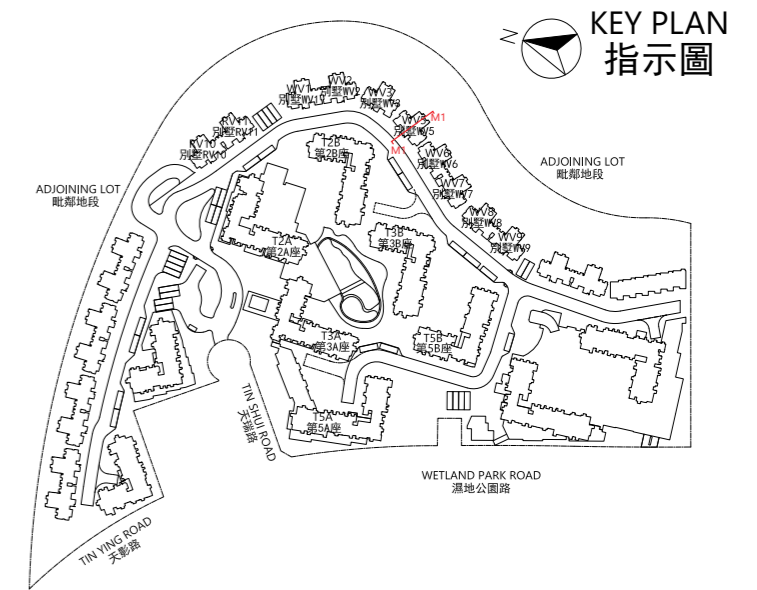 KEY PLAN
指示圖
N
WV1
別墅WV1
WV2
別墅WV2
WV3
別墅WV3
M1
WV5
別墅WV5
M1
RV11
別墅RV11
RV10
別墅RV10
T2B
第2B座
WV6
別墅WV6
WV7
別墅WV7
WV8
別墅WV8
WV9
別墅WV9
ADJOINING LOT
毗鄰地段
ADJOINING LOT
毗鄰地段
T2A
第2A座
T3B
第3B座
T3A
第3A座
T5B
第5B座
T5A
第5A座
TIN SHUI ROAD
天瑞路
WETLAND PARK ROAD
濕地公園路
TIN YING ROAD
天影路